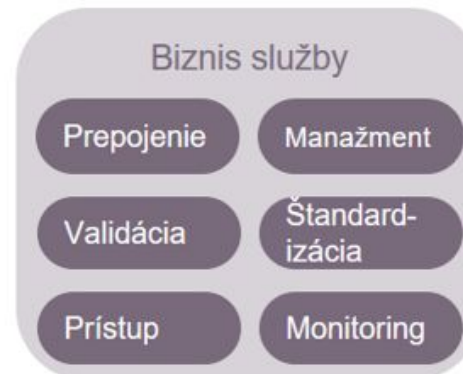 Biznis služby
Prepojenie
Manažment
Validácia
Štandard-
izácia
Prístup
Monitoring